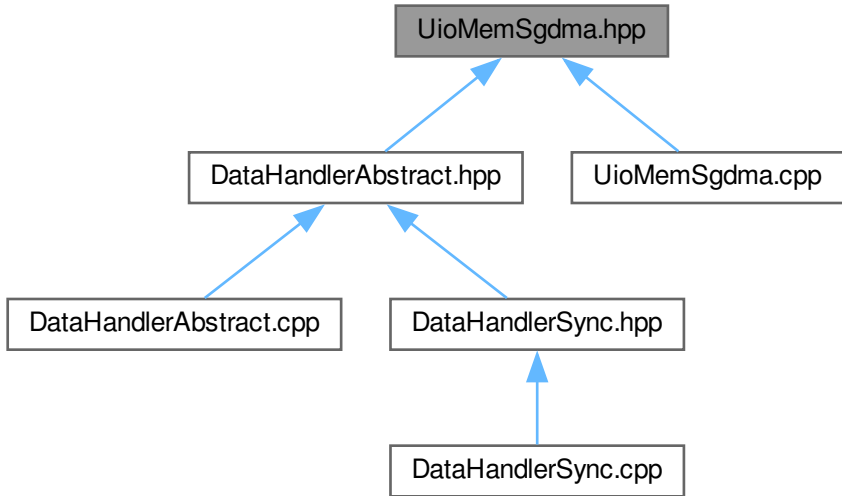 UioMemSgdma.hpp
DataHandlerAbstract.hpp
UioMemSgdma.cpp
DataHandlerAbstract.cpp
DataHandlerSync.hpp
DataHandlerSync.cpp